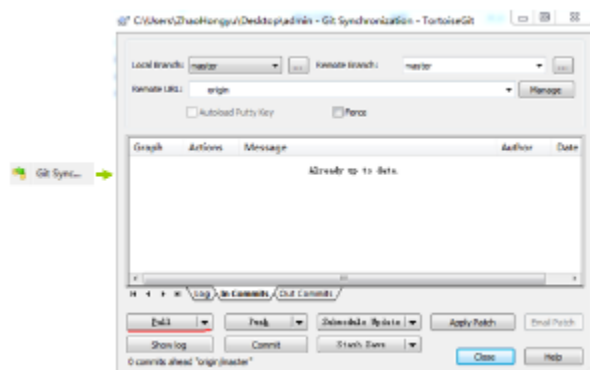 C:\Users\ZhaoHongyu\Desktop\admin - Git Synchronization - TortoiseGit
Local Branch: master ... Remote Branch: master ...
Remote URL: origin Manage
Autoload Putty Key Force
Graph Actions Message Author Date
Already up to date.
Git Sync...
Log In Commits Out Commits
Pull Push Submodule Update Apply Patch Email Patch
Show log Commit Stash Save
Close Help
0 commits ahead "origin/master"